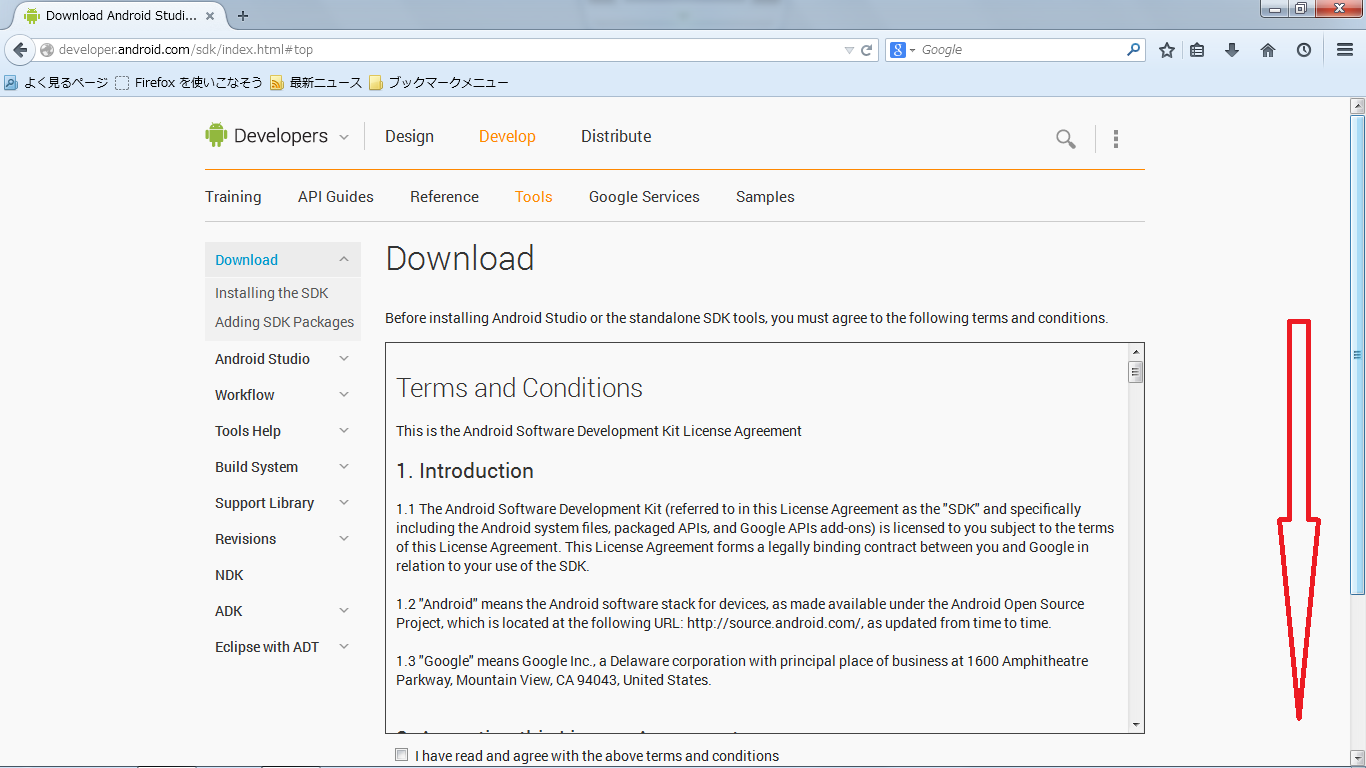 Download Android Studi...
developer.android.com/sdk/index.html#top
Google
よく見るページ Firefox を使いこなそう 最新ニュース ブックマークメニュー
Developers Design Develop Distribute
Training API Guides Reference Tools Google Services Samples
Download
Installing the SDK
Adding SDK Packages
Android Studio
Workflow
Tools Help
Build System
Support Library
Revisions
NDK
ADK
Eclipse with ADT
Download
Before installing Android Studio or the standalone SDK tools, you must agree to the following terms and conditions.
Terms and Conditions
This is the Android Software Development Kit License Agreement
1. Introduction
1.1 The Android Software Development Kit (referred to in this License Agreement as the "SDK" and specifically
including the Android system files, packaged APIs, and Google APIs add-ons) is licensed to you subject to the terms
of this License Agreement. This License Agreement forms a legally binding contract between you and Google in
relation to your use of the SDK.
1.2 "Android" means the Android software stack for devices, as made available under the Android Open Source
Project, which is located at the following URL: http://source.android.com/, as updated from time to time.
1.3 "Google" means Google Inc., a Delaware corporation with principal place of business at 1600 Amphitheatre
Parkway, Mountain View, CA 94043, United States.
I have read and agree with the above terms and conditions